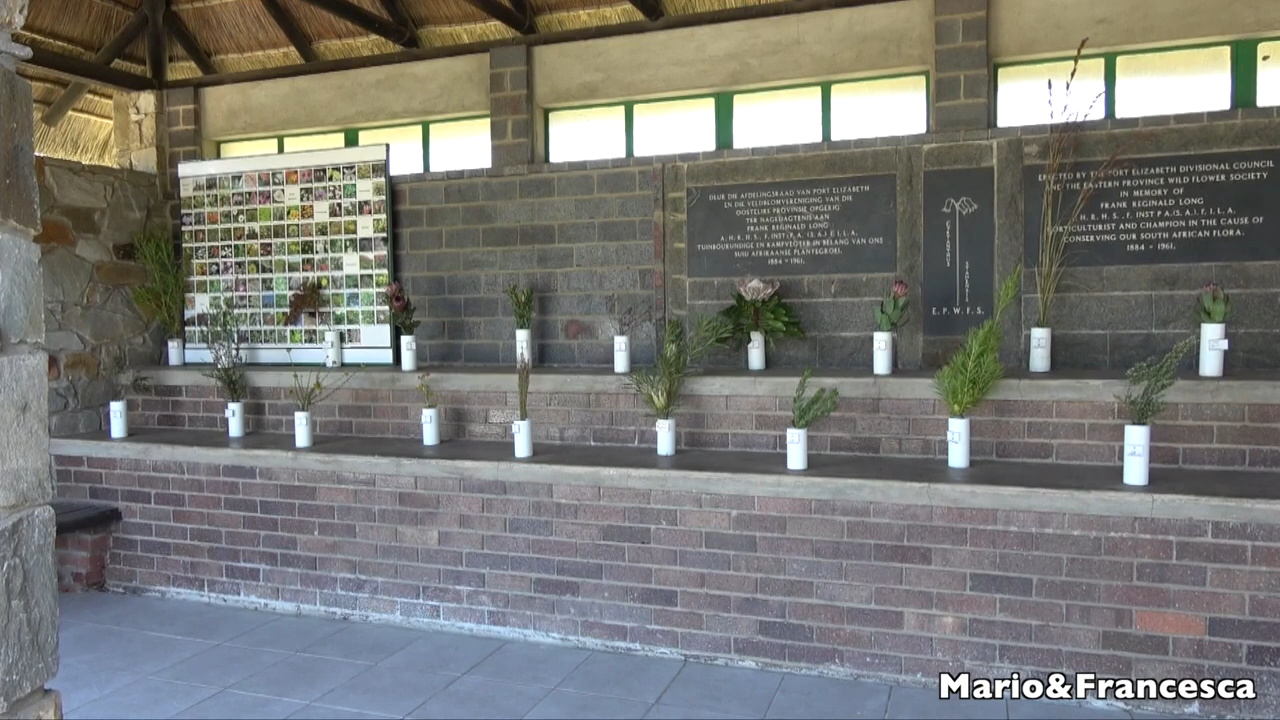 DEUR DIE AFDELINGSRAAD VAN PORT ELIZABETH
EN DIE VELDBLOMVERENIGING VAN DIE
OOSTELIKE PROVINSIE OPGERIG
TER NAGEDAGTENIS AAN
FRANK REGINALD LONG
A. H. R. H. S. . F. INST. P. A. (S. A.) F. I. L. A.
TUINBOUKUNDIGE EN KAMPVEGTER IN BELANG VAN ONS
SUID AFRIKAANSE PLANTEGROEI.
1884 - 1961.
E. P. W. F. S.
ERECTED BY THE PORT ELIZABETH DIVISIONAL COUNCIL
AND THE EASTERN PROVINCE WILD FLOWER SOCIETY
IN MEMORY OF
FRANK REGINALD LONG
H. R. H. S. . F. INST P A. (S. A.) F. I. L. A.
HORTICULTURIST AND CHAMPION IN THE CAUSE OF
CONSERVING OUR SOUTH AFRICAN FLORA.
1884 - 1961.
Mario&Francesca